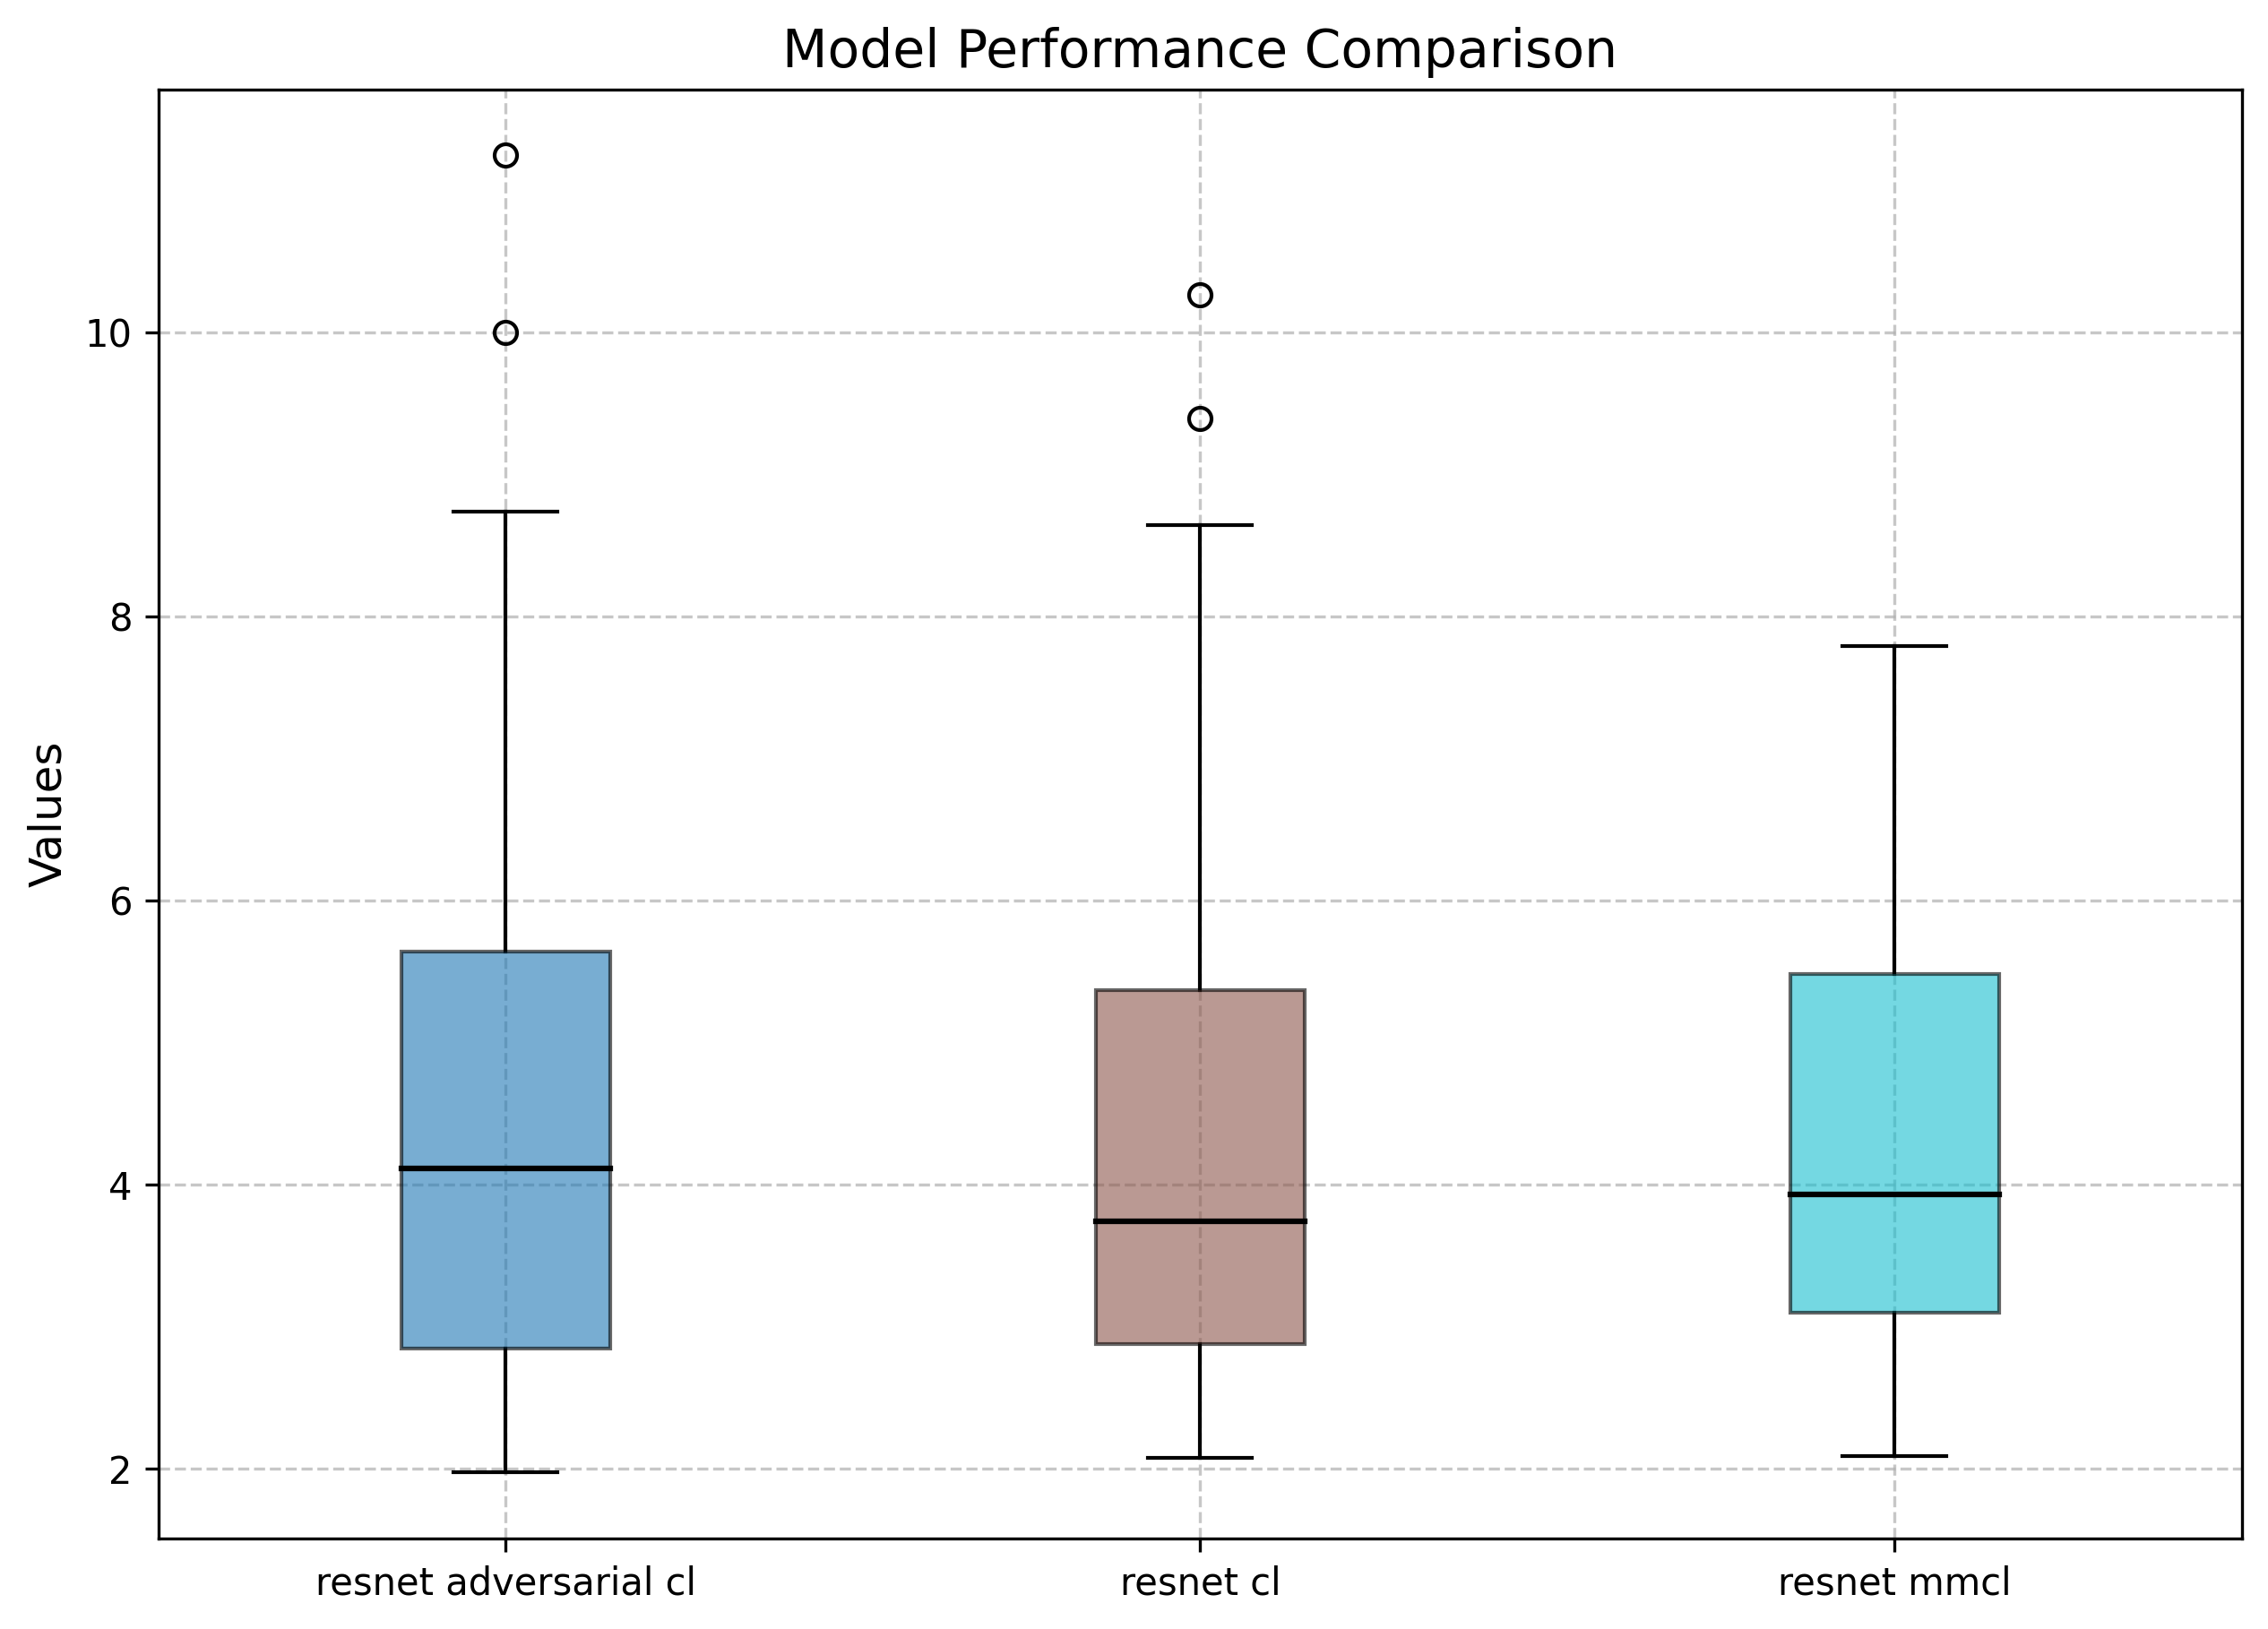 Model Performance Comparison
Values
10
8
6
4
2
resnet adversarial cl
resnet cl
resnet mmcl